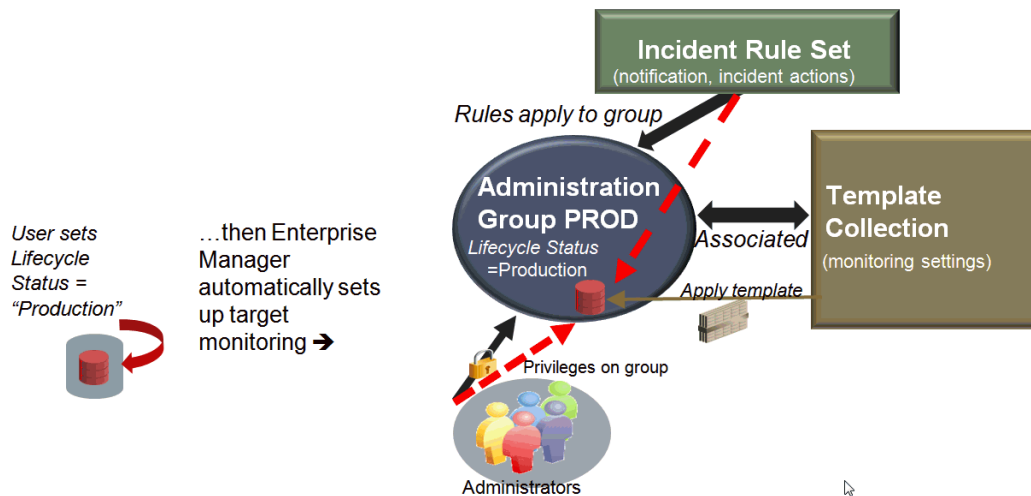 Incident Rule Set
(notification, incident actions)
Rules apply to group
Administration
Group PROD
Lifecycle Status
=Production
Associated
Template
Collection
(monitoring settings)
Apply template
User sets
Lifecycle
Status =
“Production”
…then Enterprise
Manager
automatically sets
up target
monitoring ➔
Privileges on group
Administrators